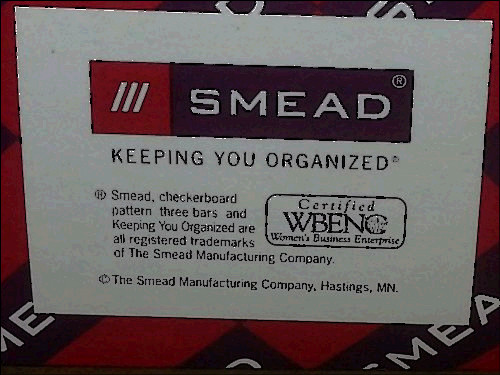 SMEAD®
KEEPING YOU ORGANIZED®
® Smead, checkerboard
pattern three bars and
Keeping You Organized are
all registered trademarks
of The Smead Manufacturing Company.
Certified
WBENC
Women's Business Enterprise
© The Smead Manufacturing Company, Hastings, MN.
SMEAD